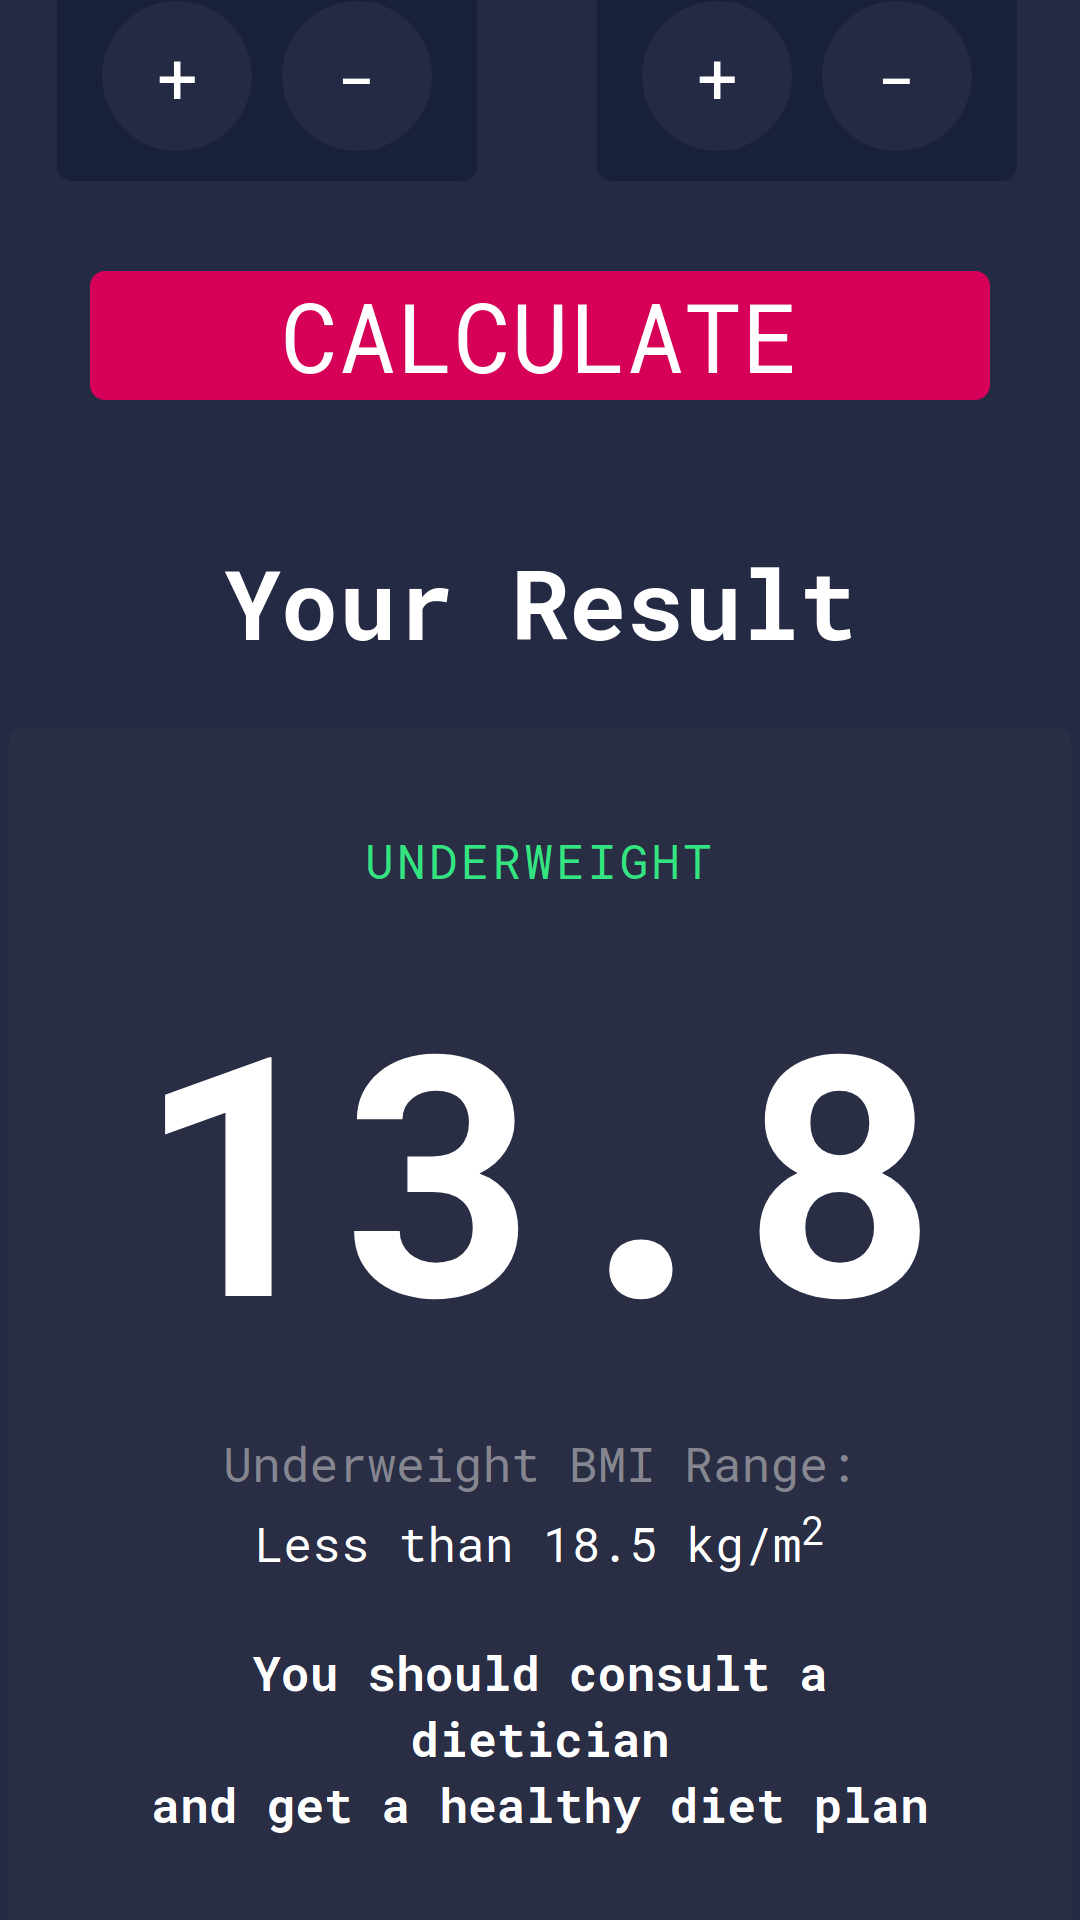 + - + -
CALCULATE
Your Result
UNDERWEIGHT
13.8
Underweight BMI Range:
Less than 18.5 kg/m²
You should consult a
dietician
and get a healthy diet plan